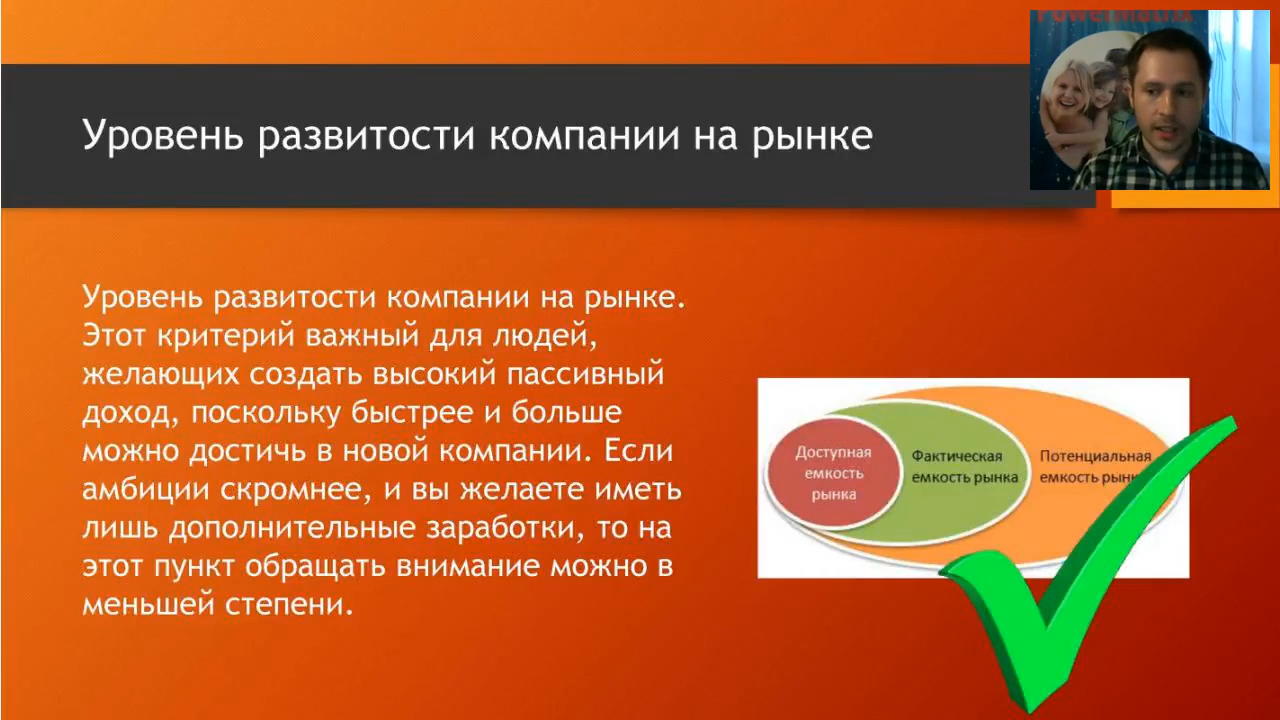 PowerMatrix
Уровень развитости компании на рынке
Уровень развитости компании на рынке.
Этот критерий важный для людей,
желающих создать высокий пассивный
доход, поскольку быстрее и больше
можно достичь в новой компании. Если
амбиции скромнее, и вы желаете иметь
лишь дополнительные заработки, то на
этот пункт обращать внимание можно в
меньшей степени.
Доступная
емкость
рынка
Фактическая
емкость рынка
Потенциальная
емкость